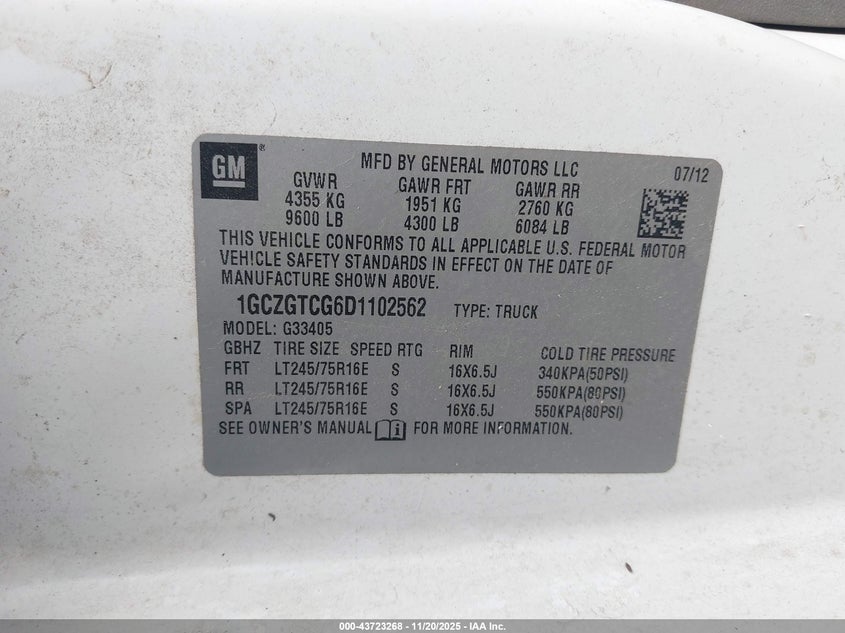 GM®
MFD BY GENERAL MOTORS LLC 07/12
GVWR GAWR FRT GAWR RR
4355 KG 1951 KG 2760 KG
9600 LB 4300 LB 6084 LB
THIS VEHICLE CONFORMS TO ALL APPLICABLE U.S. FEDERAL MOTOR
VEHICLE SAFETY STANDARDS IN EFFECT ON THE DATE OF
MANUFACTURE SHOWN ABOVE.
1GCZGTCG6D1102562 TYPE: TRUCK
MODEL: G33405
GBHZ TIRE SIZE SPEED RTG RIM COLD TIRE PRESSURE
FRT LT245/75R16E S 16X6.5J 340KPA(50PSI)
RR LT245/75R16E S 16X6.5J 550KPA(80PSI)
SPA LT245/75R16E S 16X6.5J 550KPA(80PSI)
SEE OWNER'S MANUAL FOR MORE INFORMATION.
000-43723268 - 11/20/2025 - IAA Inc.